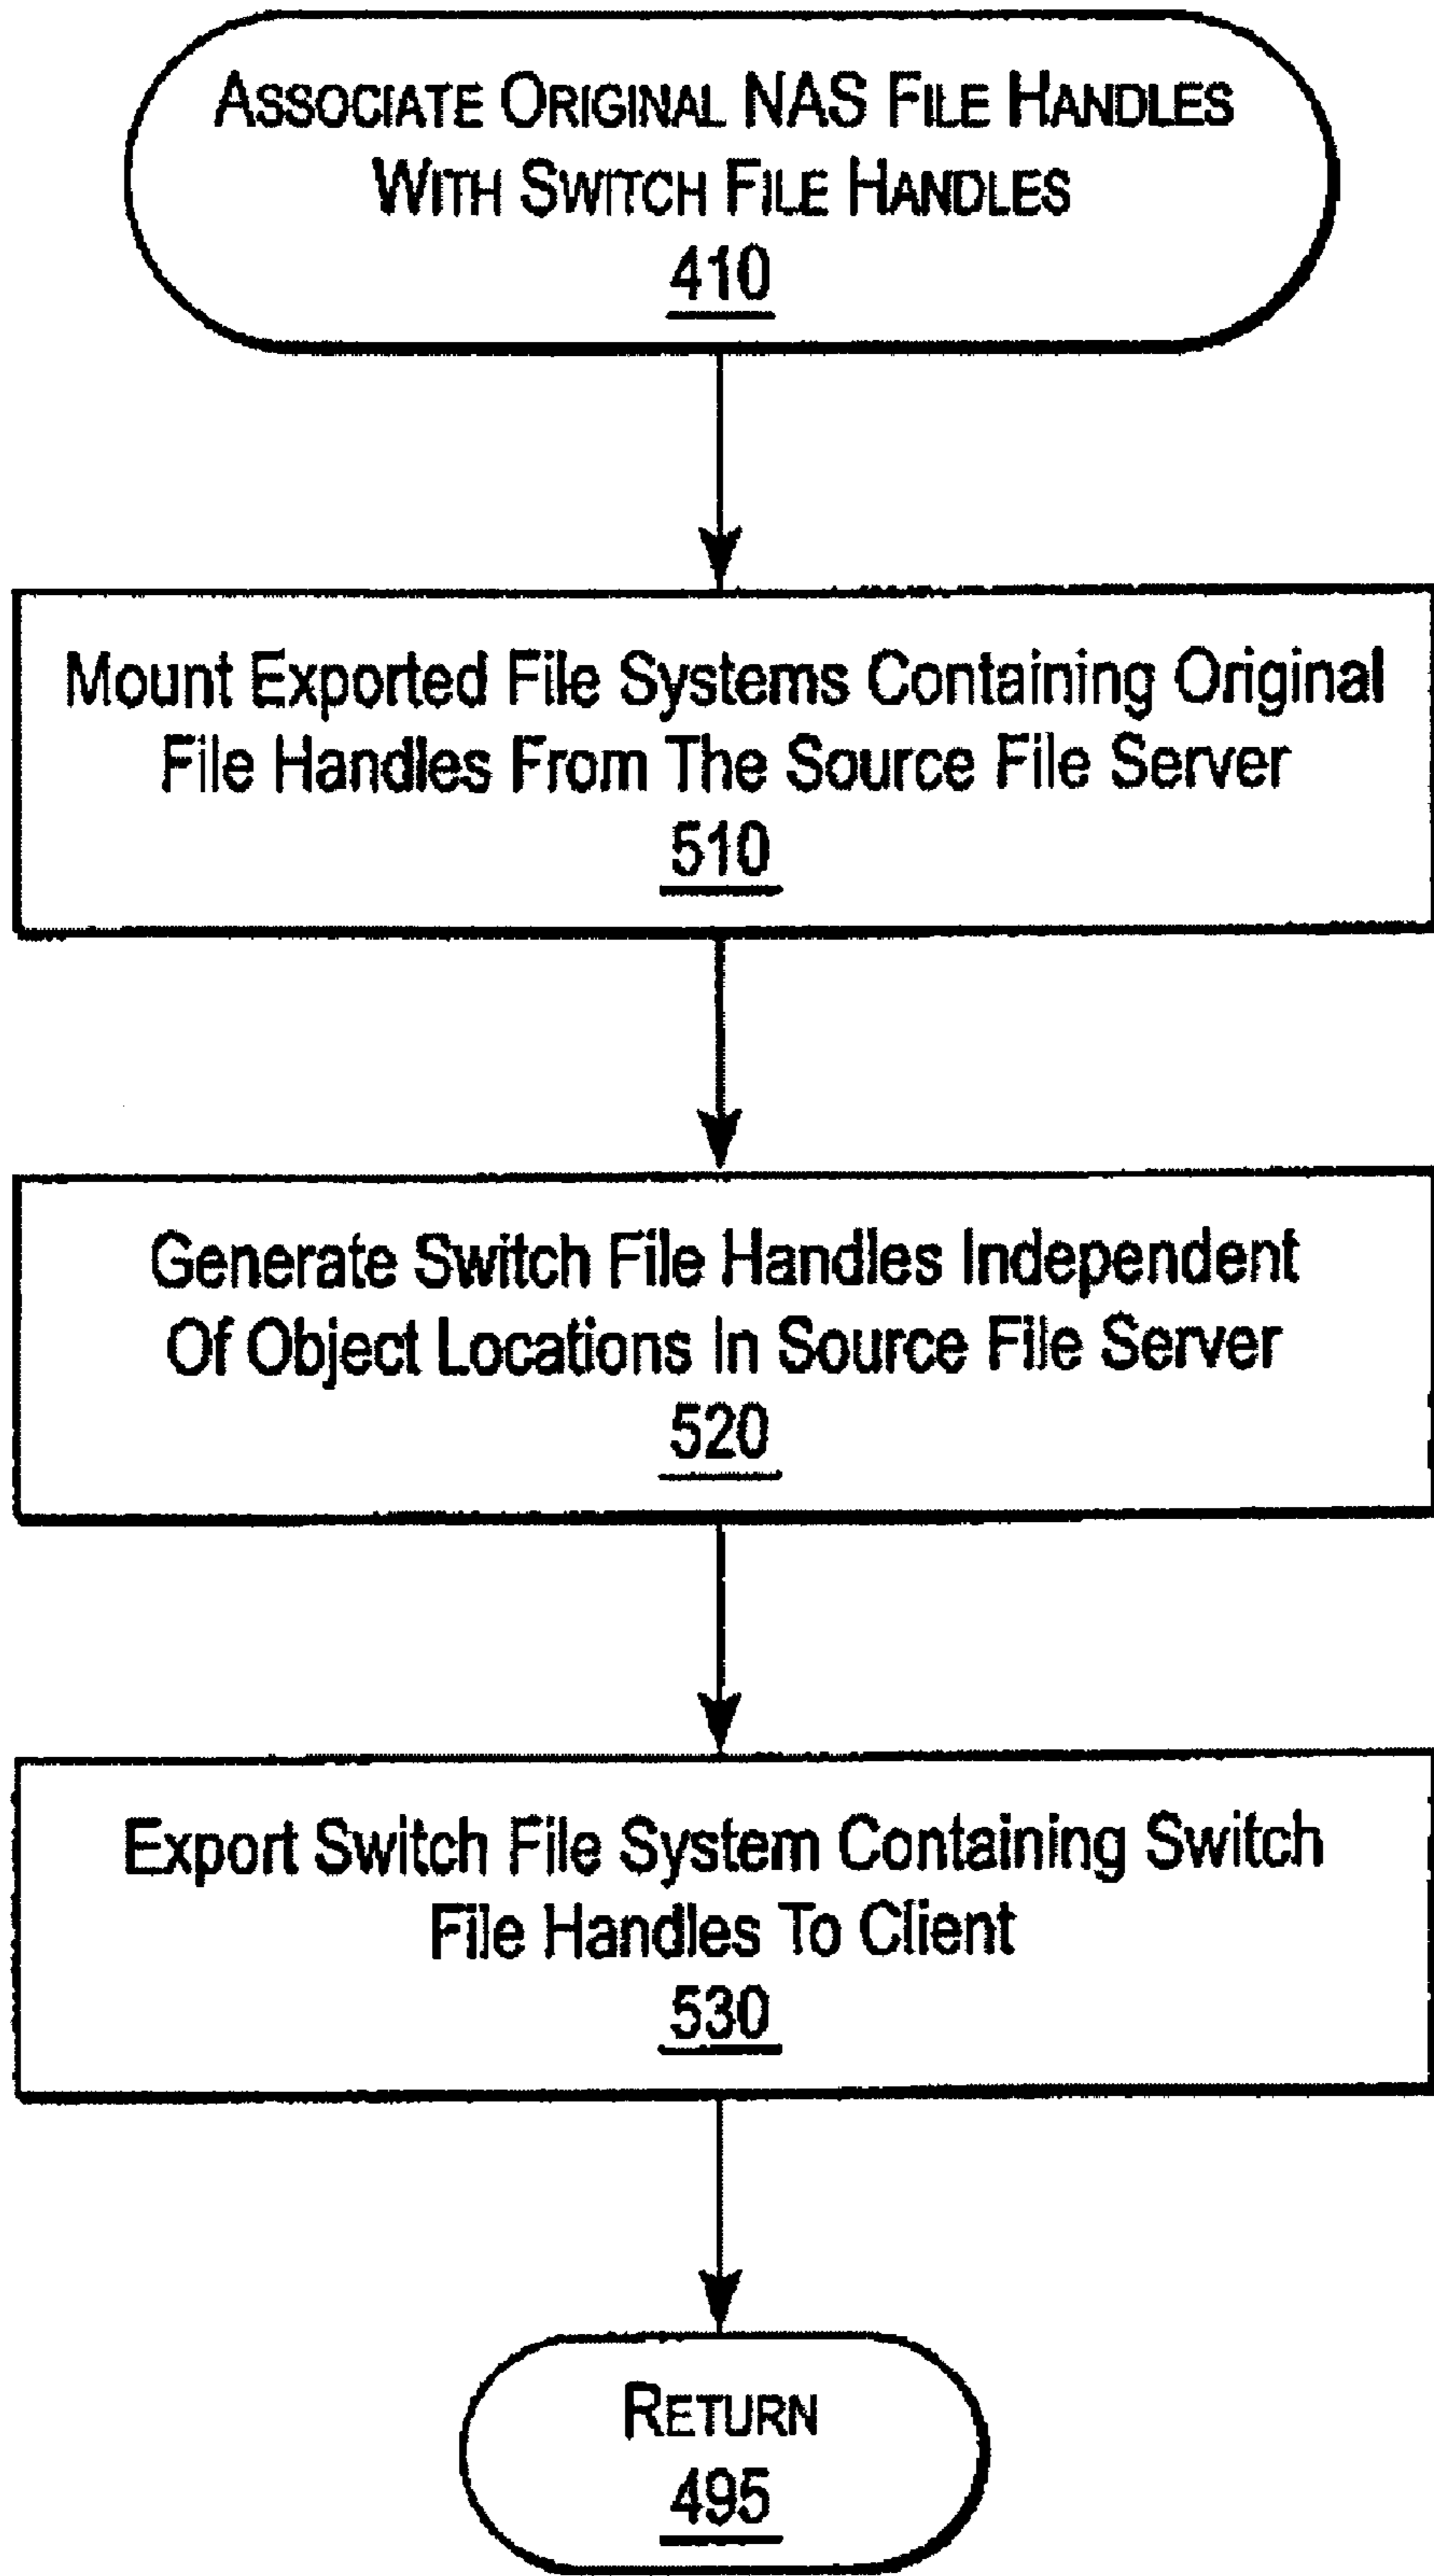 ASSOCIATE ORIGINAL NAS FILE HANDLES
WITH SWITCH FILE HANDLES
410
Mount Exported File Systems Containing Original
File Handles From The Source File Server
510
Generate Switch File Handles Independent
Of Object Locations In Source File Server
520
Export Switch File System Containing Switch
File Handles To Client
530
RETURN
495